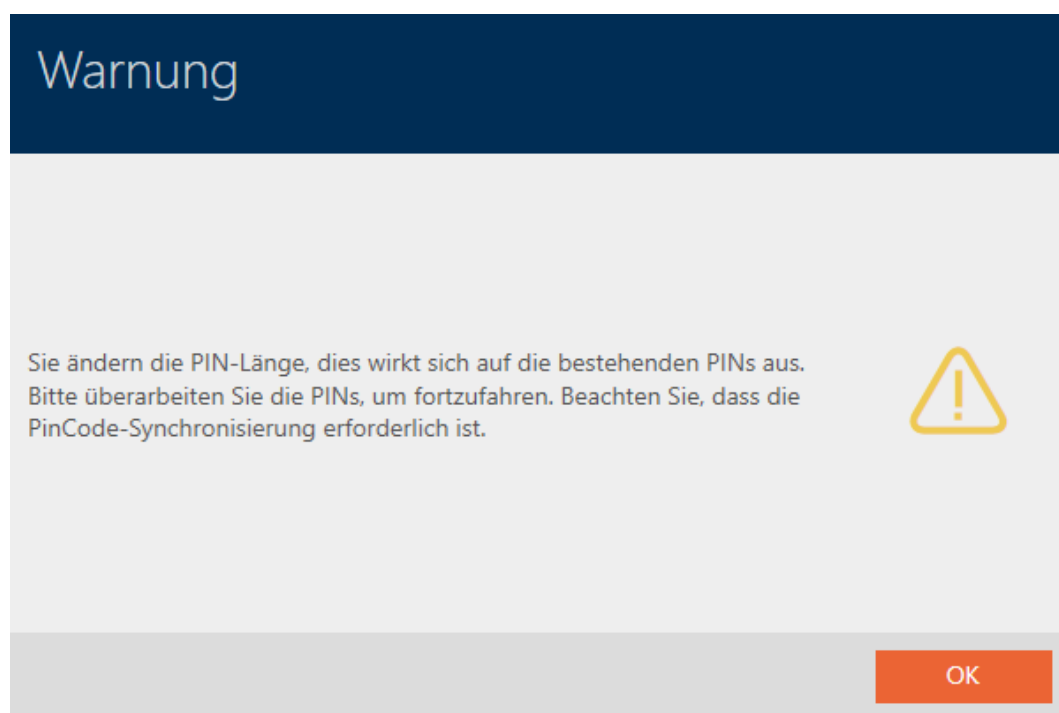 Warnung
Sie ändern die PIN-Länge, dies wirkt sich auf die bestehenden PINs aus.
Bitte überarbeiten Sie die PINs, um fortzufahren. Beachten Sie, dass die
PinCode-Synchronisierung erforderlich ist.
OK